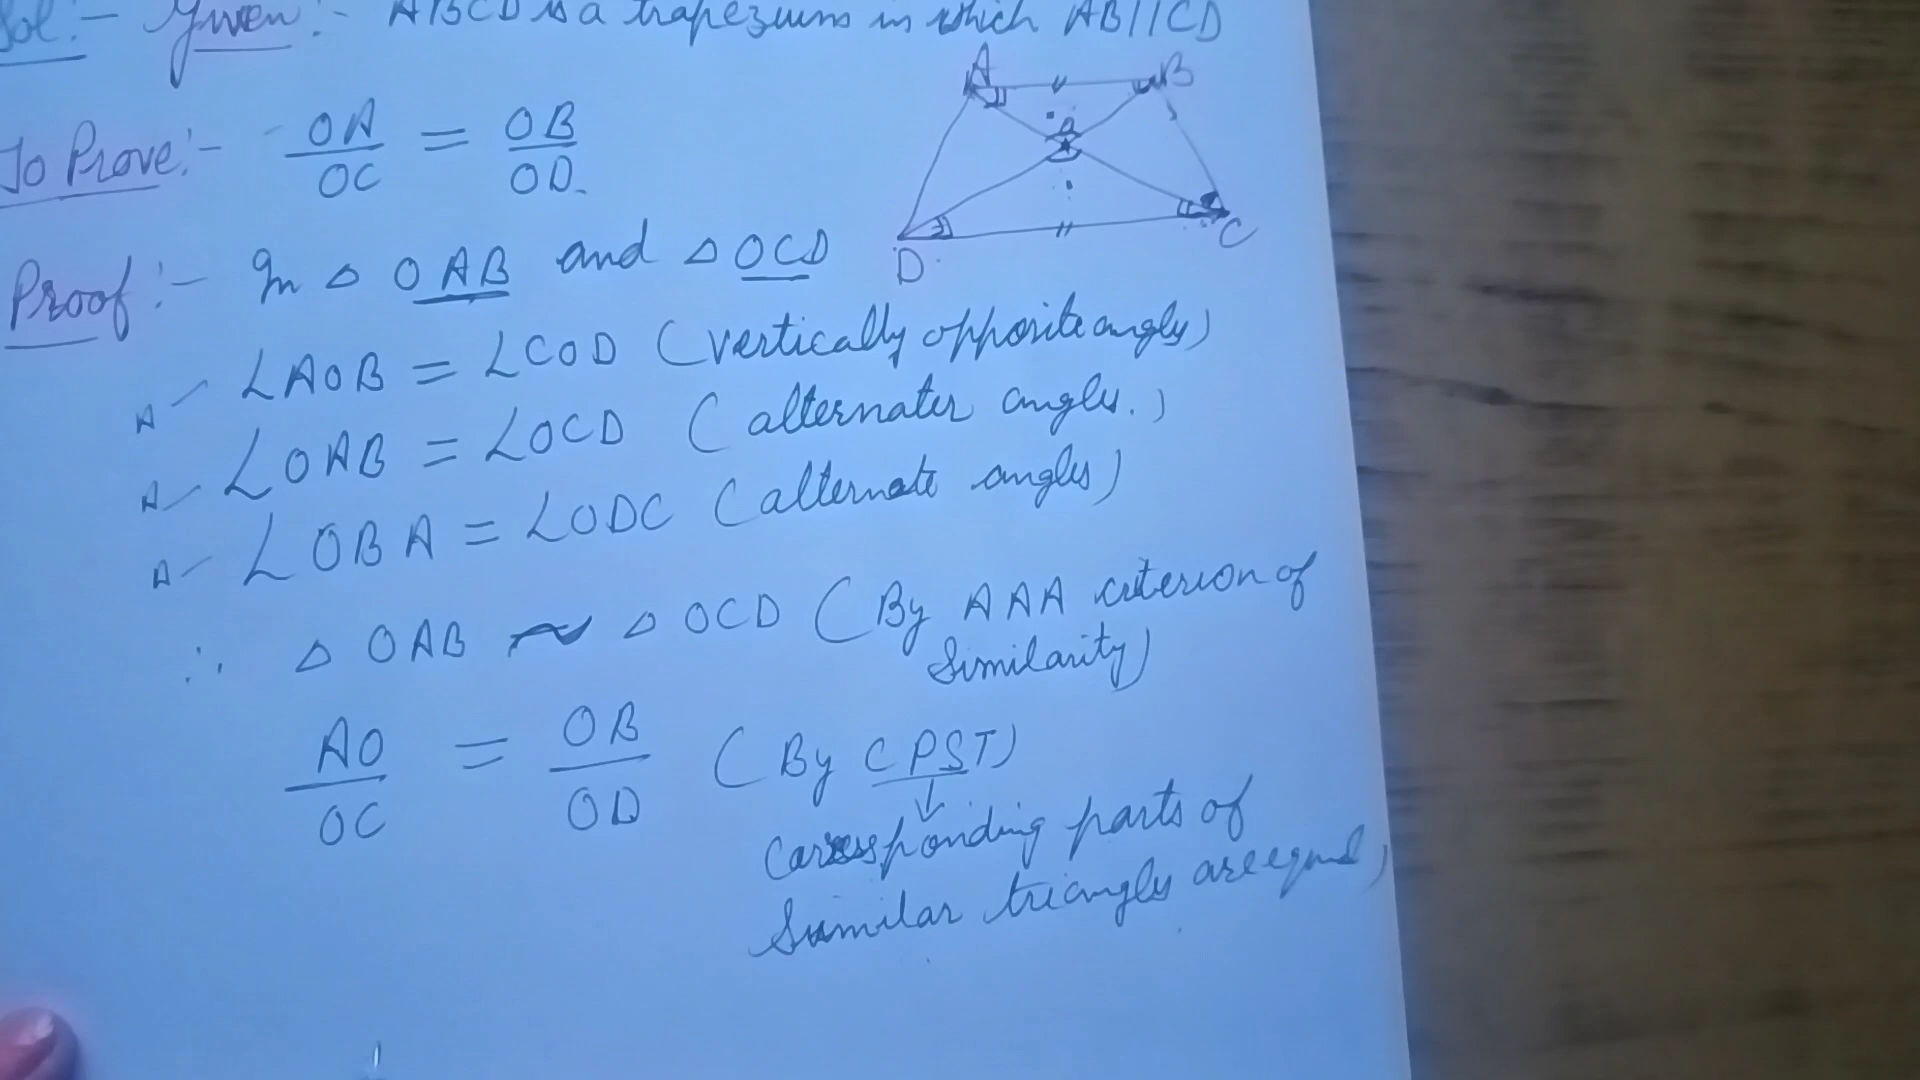 Sol:- Given:- ABCD is a trapezium in which AB//CD
To Prove:- OA/OC = OB/OD.
A B
O
D C
Proof:- In △ OAB and △ OCD
A- ∠AOB = ∠COD (vertically opposite angles)
A- ∠OAB = ∠OCD (alternater angles.)
A- ∠OBA = ∠ODC (alternate angles)
∴ △ OAB ~ △ OCD (By AAA criterion of
Similarity)
AO/OC = OB/OD (By CPST)
↓
Corresponding parts of
Similar triangles are equal)